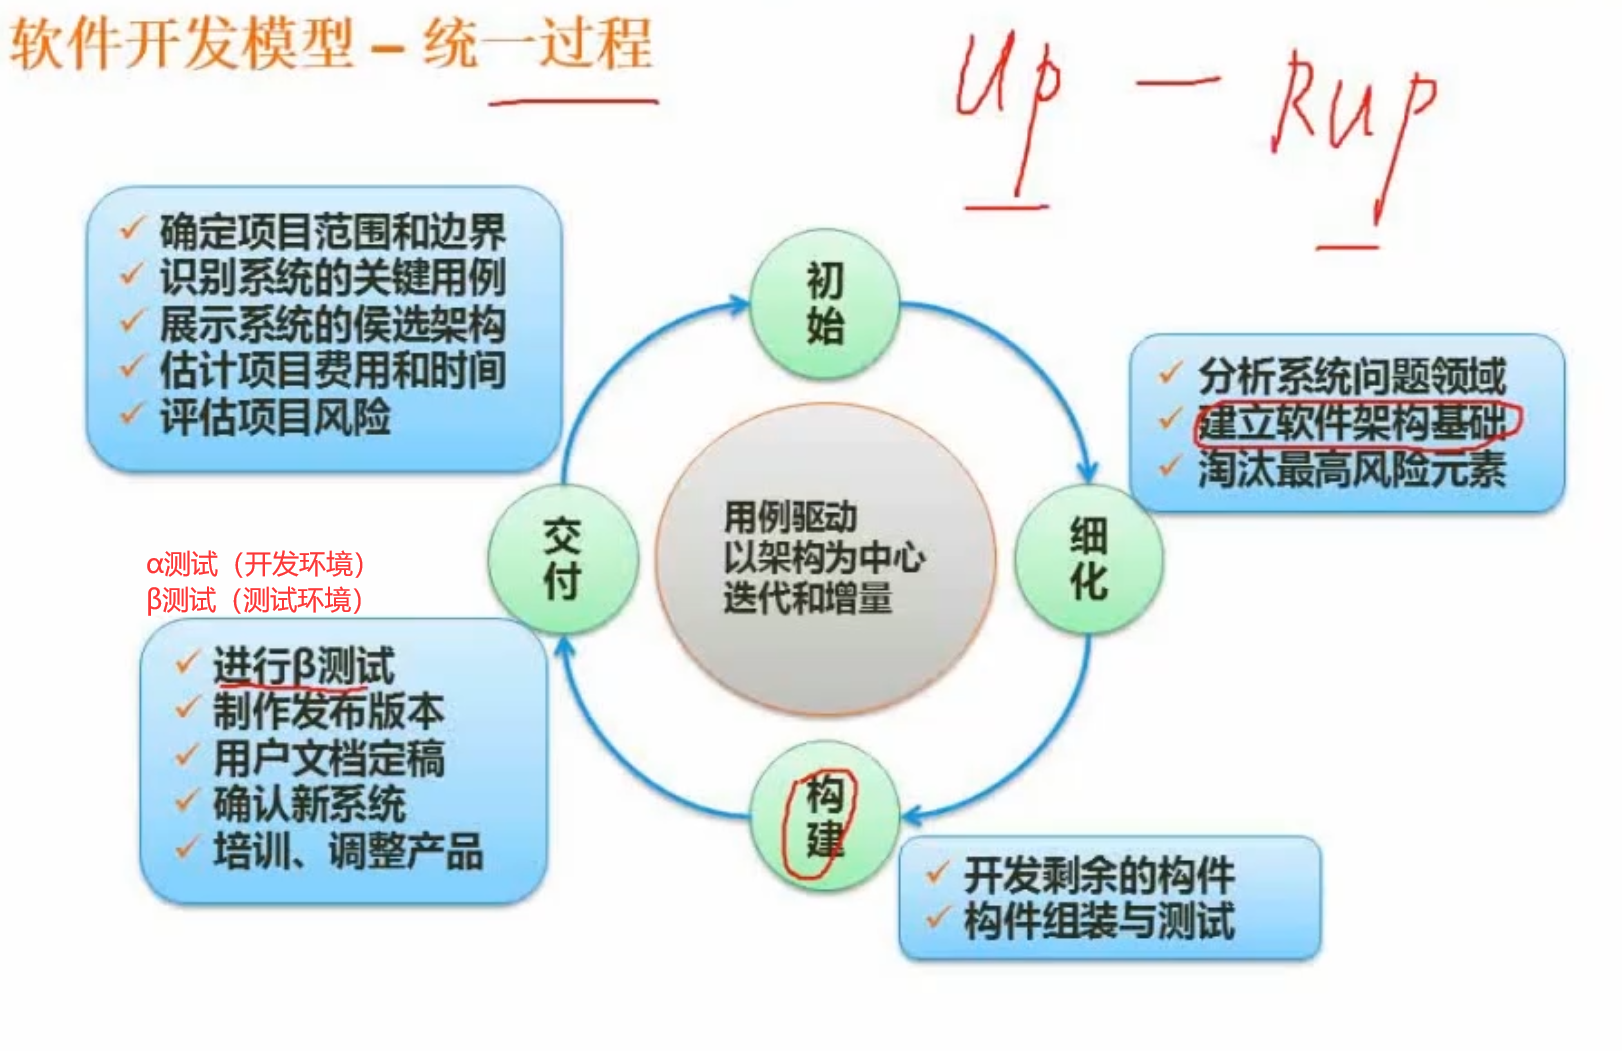 软件开发模型 – 统一过程
Up — RUP
确定项目范围和边界
识别系统的关键用例
展示系统的侯选架构
估计项目费用和时间
评估项目风险
初
始
分析系统问题领域
建立软件架构基础
淘汰最高风险元素
细
化
用例驱动
以架构为中心
迭代和增量
交
付
α测试（开发环境）
β测试（测试环境）
进行β测试
制作发布版本
用户文档定稿
确认新系统
培训、调整产品
构
建
开发剩余的构件
构件组装与测试